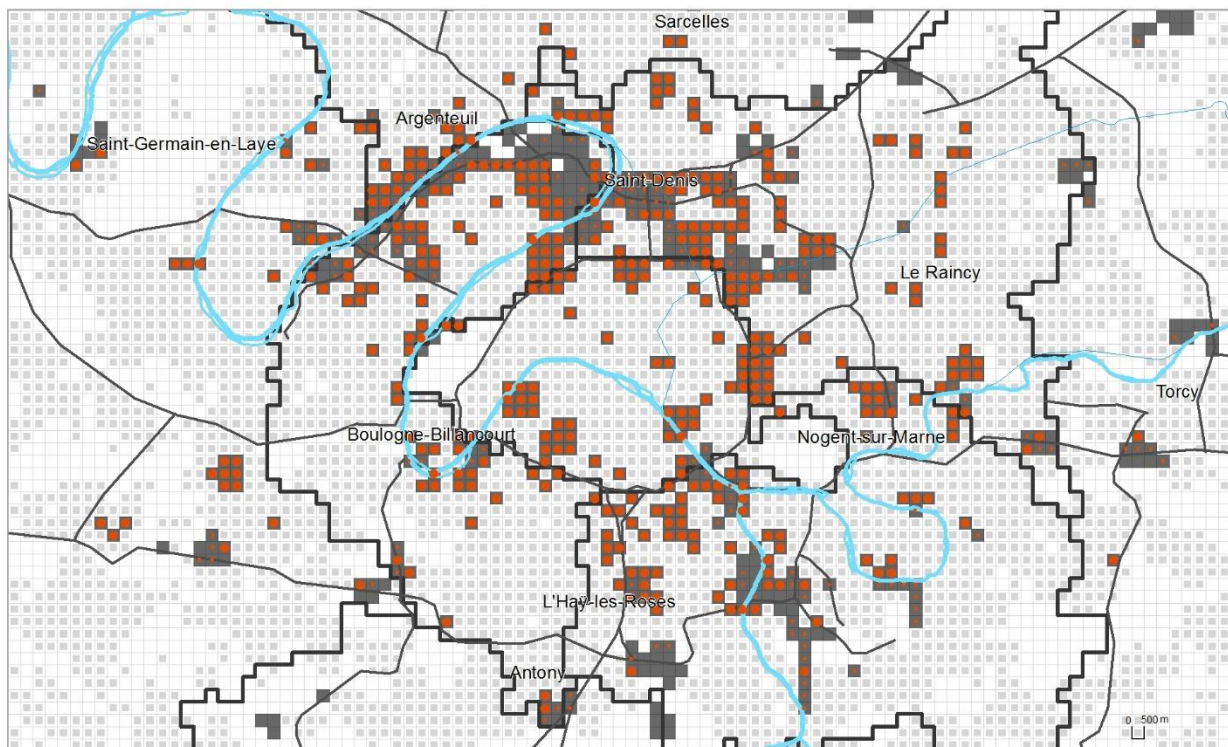 Sarcelles
Argenteuil
Saint-Germain-en-Laye
Saint-Denis
Le Raincy
Torcy
Boulogne-Billancourt
Nogent-sur-Marne
L'Haÿ-les-Roses
Antony
0 500 m